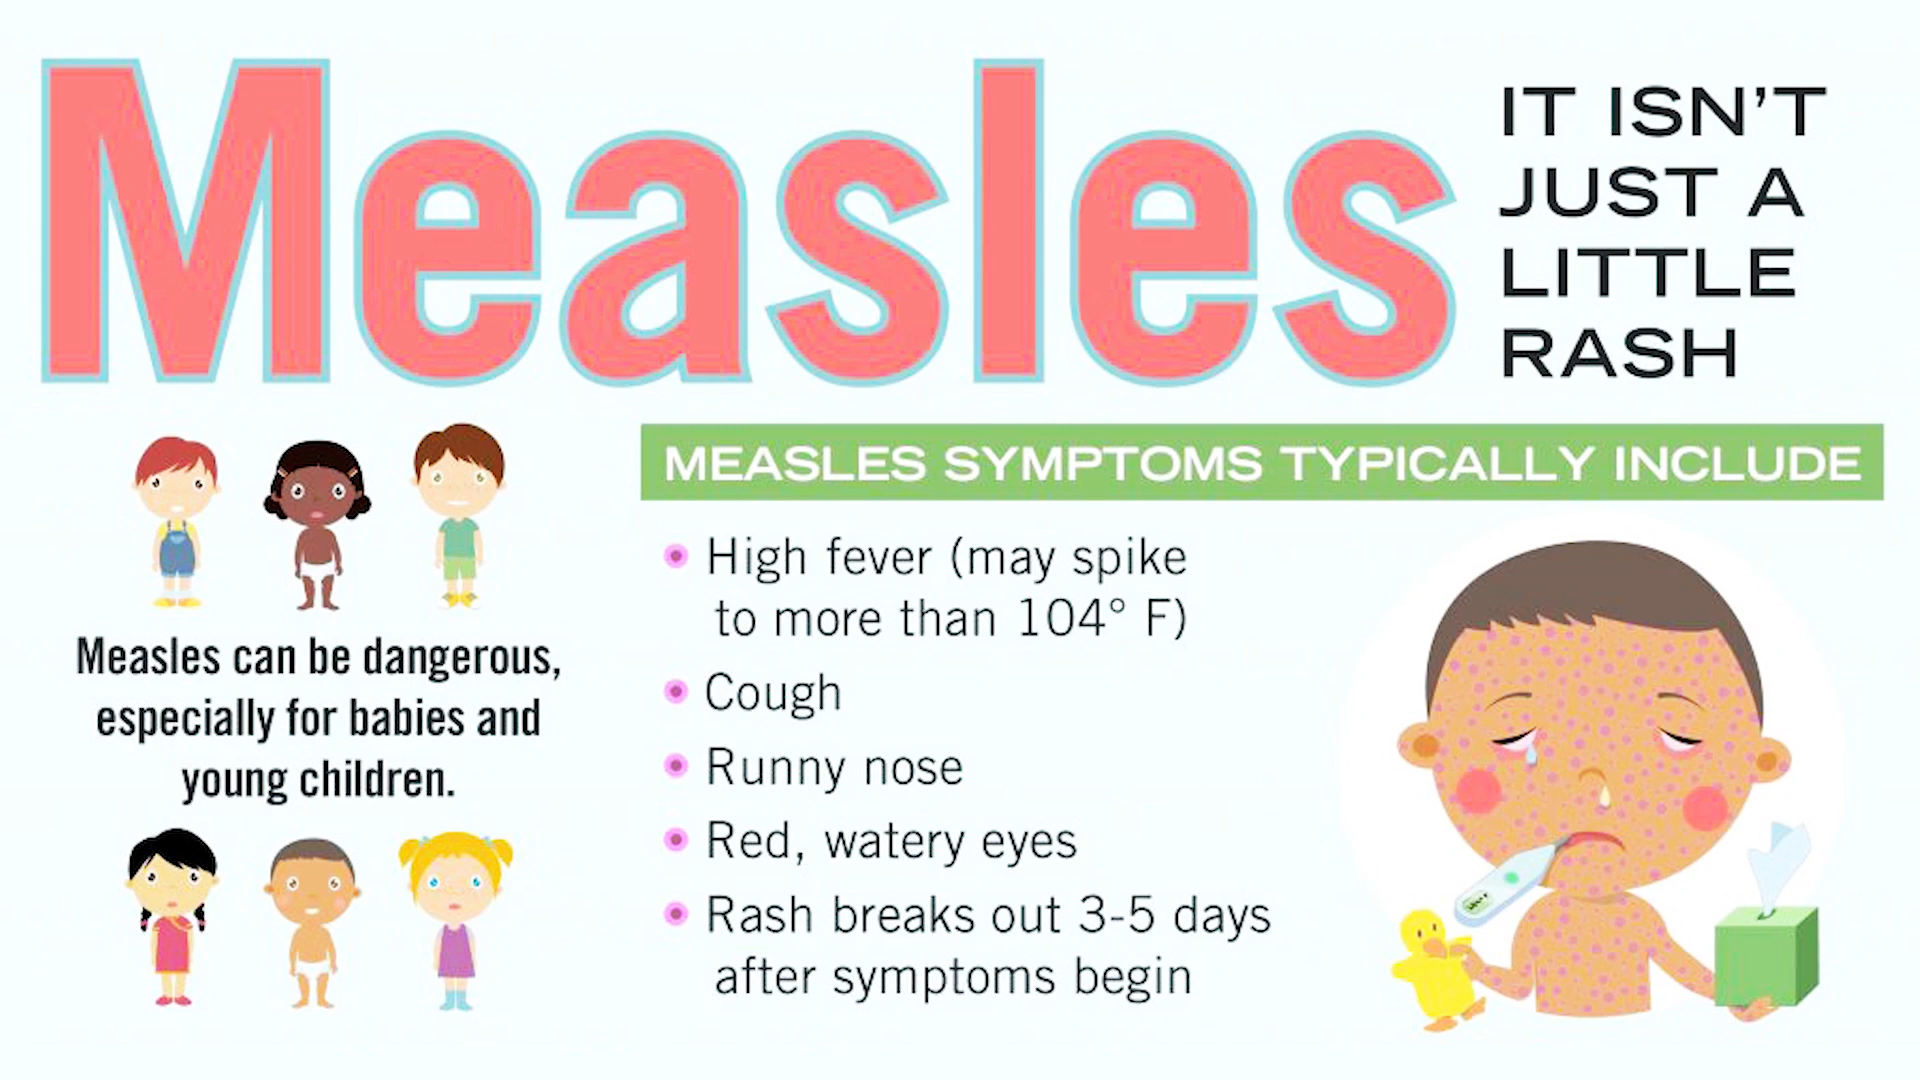 Measles
IT ISN'T
JUST A
LITTLE
RASH
Measles can be dangerous,
especially for babies and
young children.
MEASLES SYMPTOMS TYPICALLY INCLUDE
• High fever (may spike
to more than 104° F)
• Cough
• Runny nose
• Red, watery eyes
• Rash breaks out 3-5 days
after symptoms begin